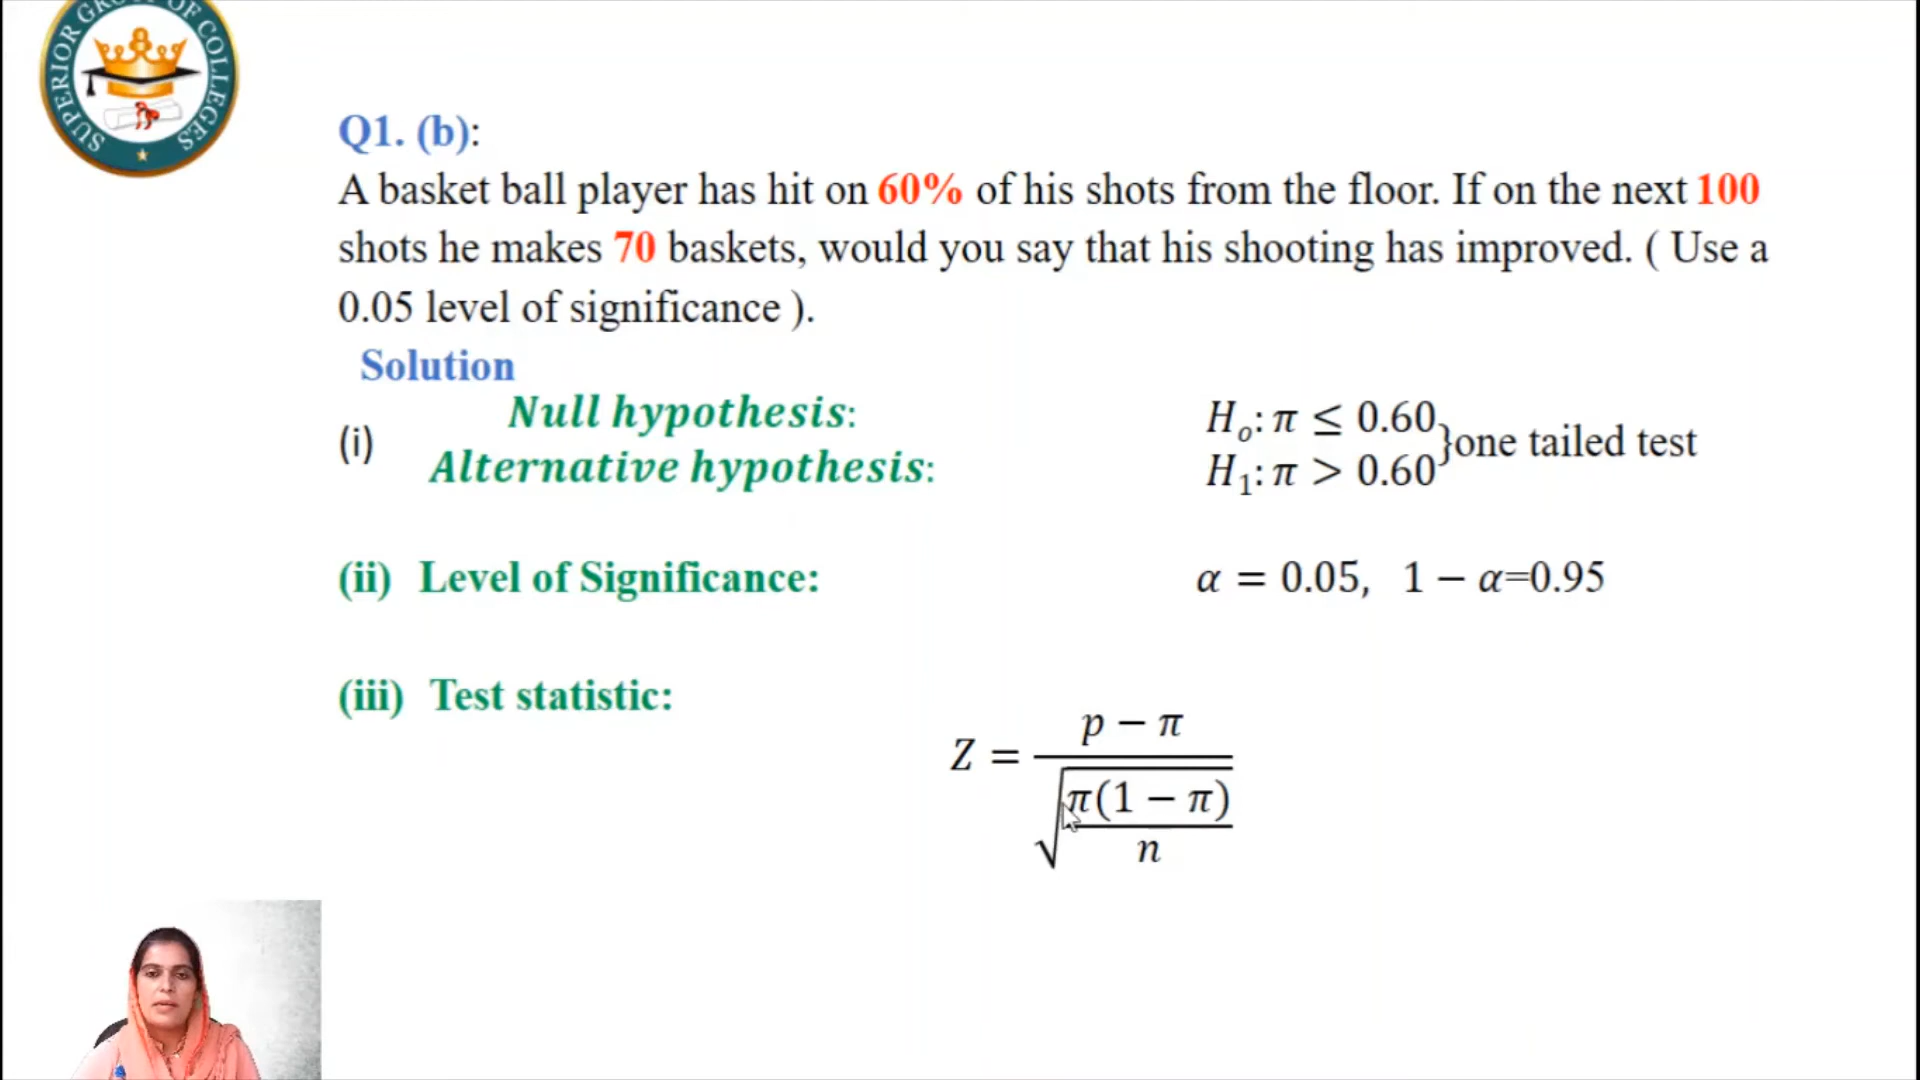 SUPERIOR GROUP OF COLLEGES
Q1. (b):
A basket ball player has hit on 60% of his shots from the floor. If on the next 100
shots he makes 70 baskets, would you say that his shooting has improved. ( Use a
0.05 level of significance ).
Solution
(i) Null hypothesis: Hₒ: π ≤ 0.60
Alternative hypothesis: H₁: π > 0.60 }one tailed test
(ii) Level of Significance: α = 0.05, 1 − α=0.95
(iii) Test statistic:
Z = p − π
√ π(1 − π)
n